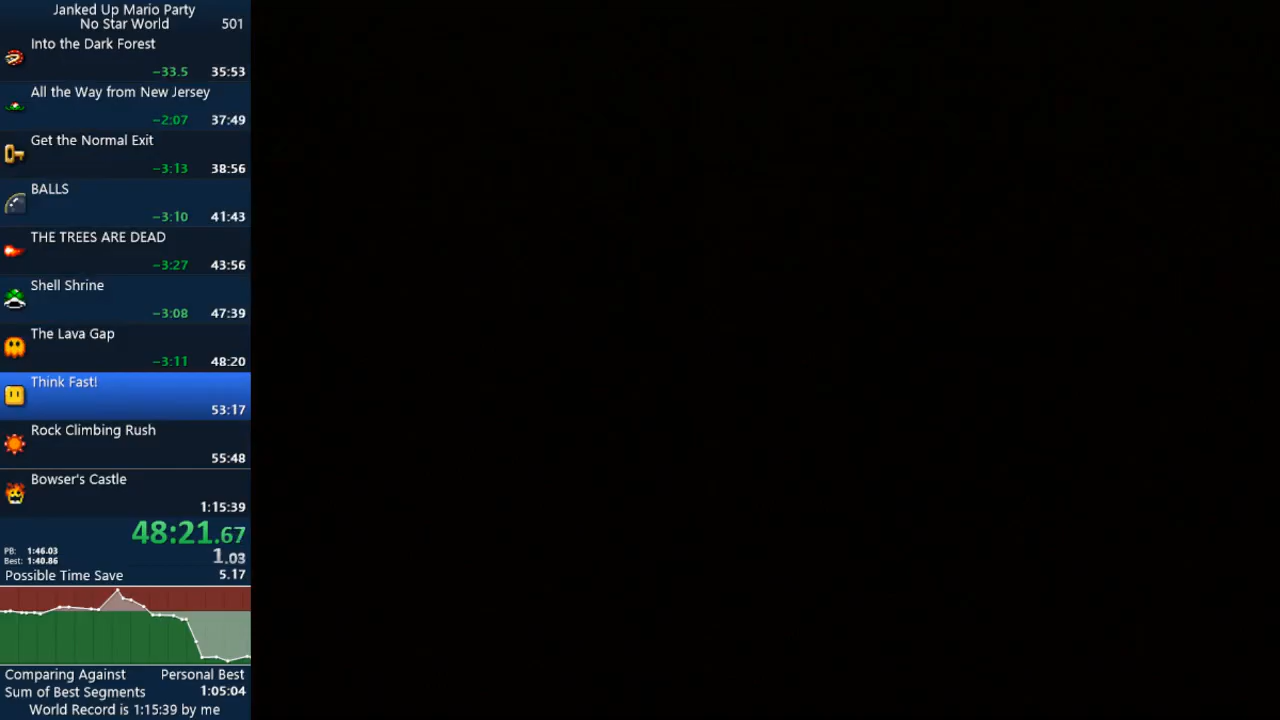 Janked Up Mario Party
No Star World 501
Into the Dark Forest
−33.5 35:53
All the Way from New Jersey
−2:07 37:49
Get the Normal Exit
−3:13 38:56
BALLS
−3:10 41:43
THE TREES ARE DEAD
−3:27 43:56
Shell Shrine
−3:08 47:39
The Lava Gap
−3:11 48:20
Think Fast!
53:17
Rock Climbing Rush
55:48
Bowser's Castle
1:15:39
48:21.67
PB: 1:46.03
Best: 1:40.86 1.03
Possible Time Save 5.17
Comparing Against Personal Best
Sum of Best Segments 1:05:04
World Record is 1:15:39 by me